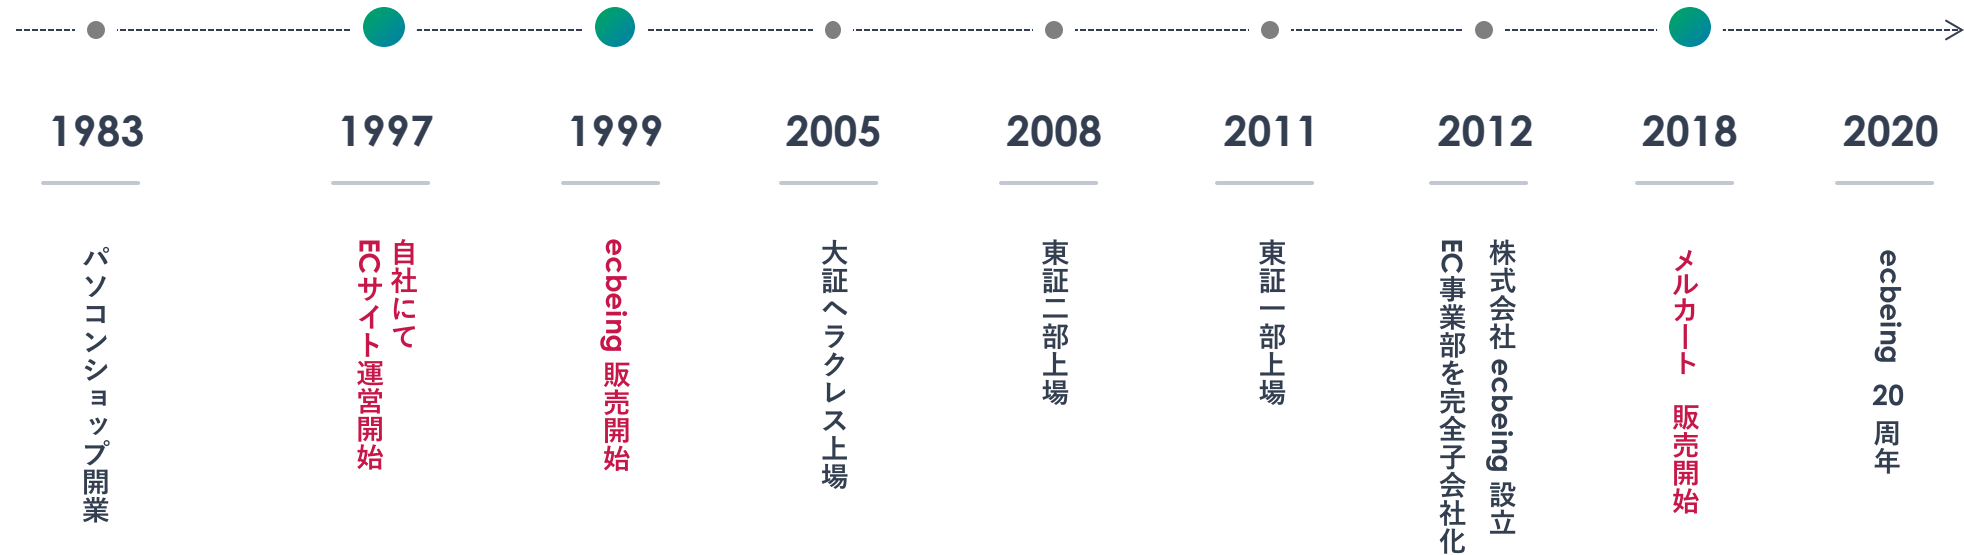 1983
パソコンショップ開業
1997
自社にて
ECサイト運営開始
1999
ecbeing 販売開始
2005
大証ヘラクレス上場
2008
東証二部上場
2011
東証一部上場
2012
株式会社 ecbeing 設立
EC事業部を完全子会社化
2018
メルカート 販売開始
2020
ecbeing 20 周年